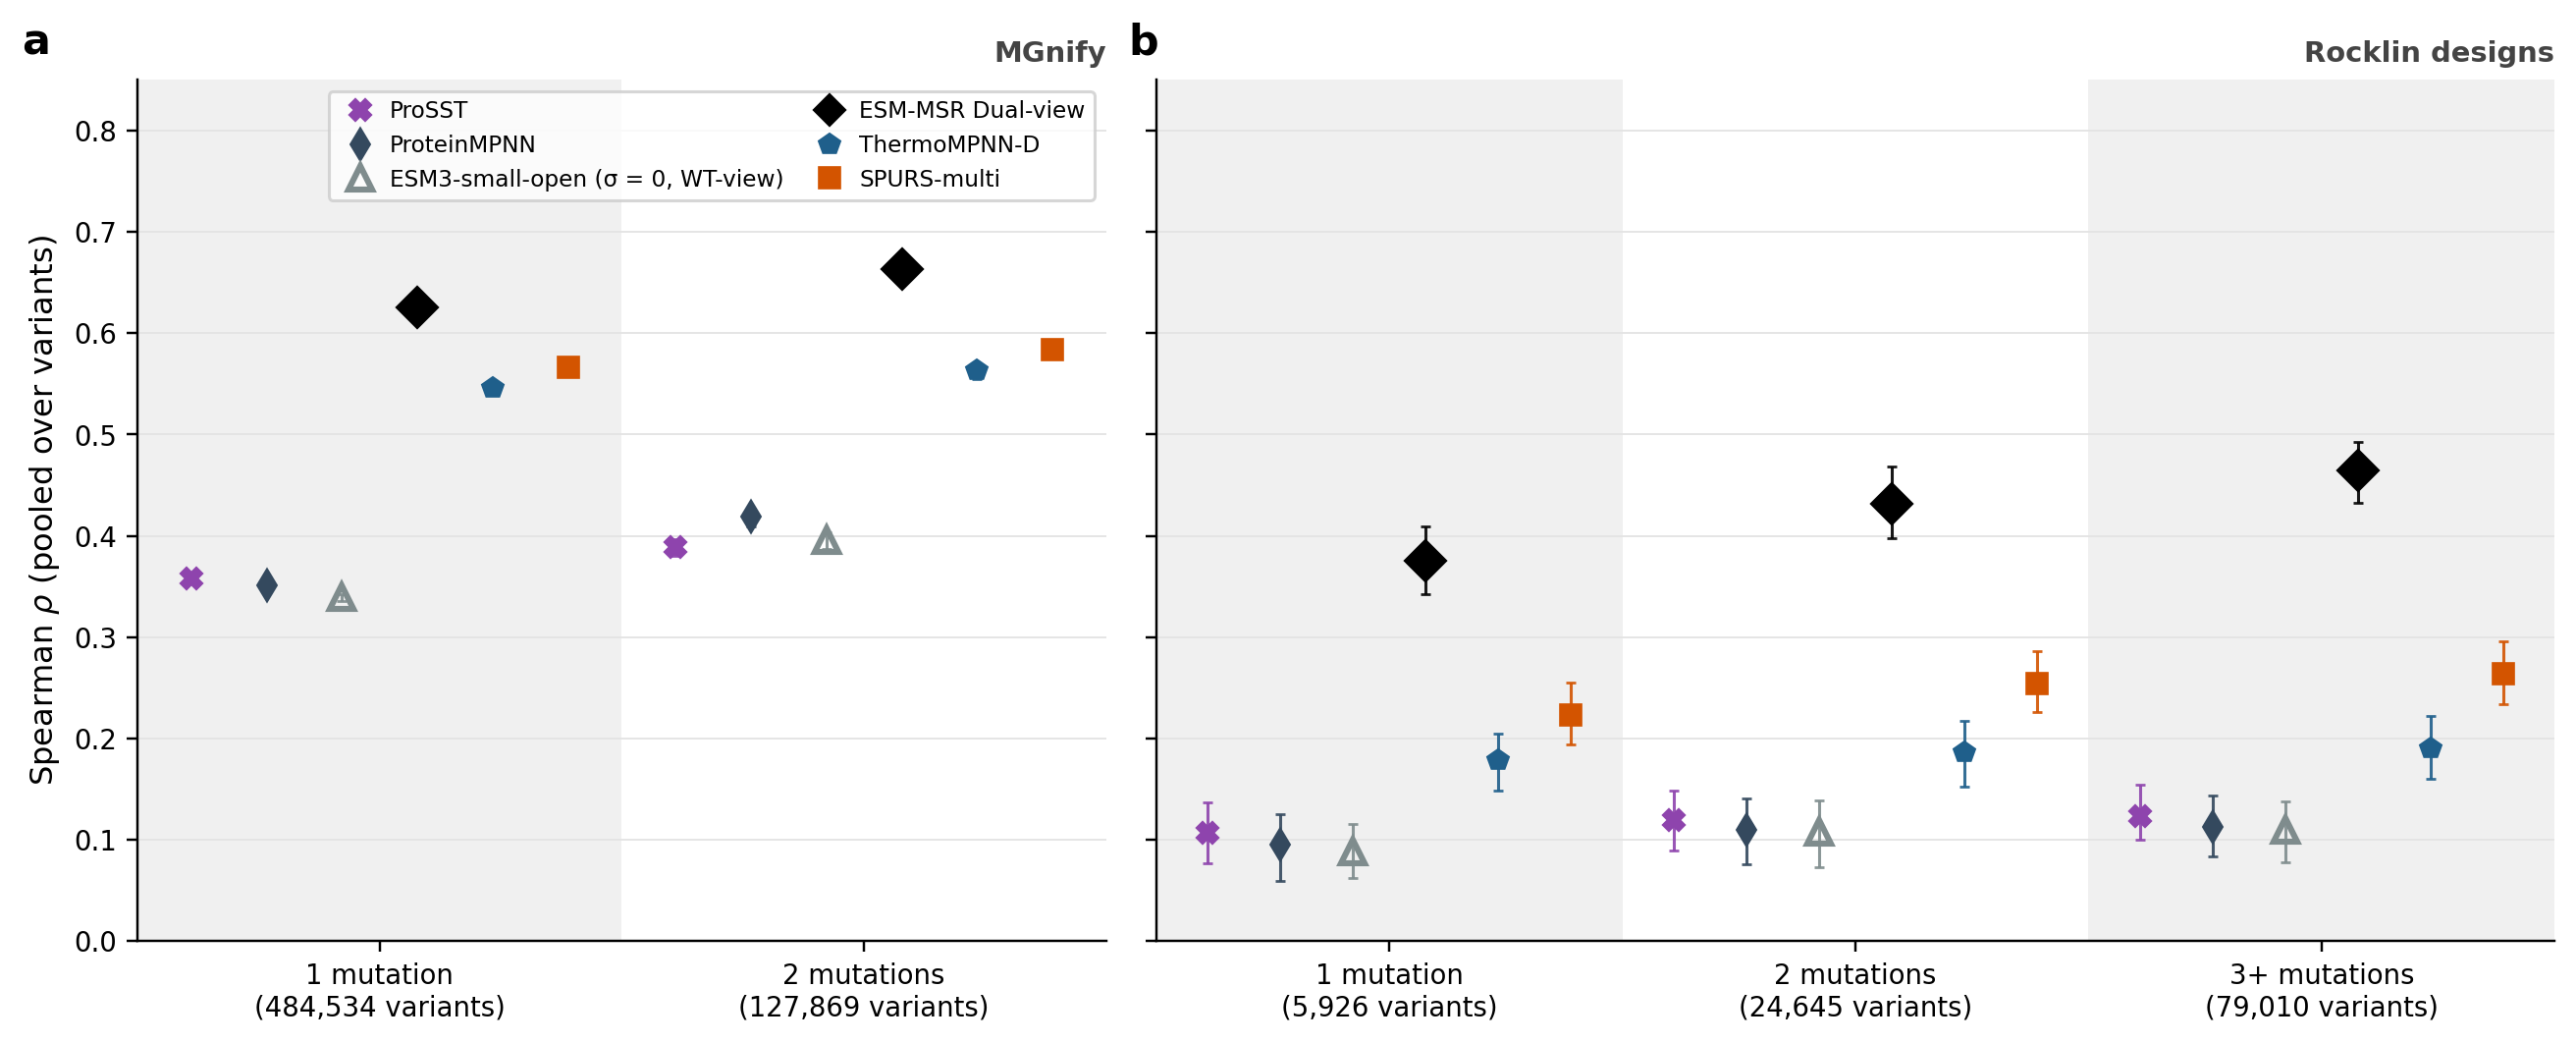 a
MGnify
ProSST
ProteinMPNN
ESM3-small-open (σ = 0, WT-view)
ESM-MSR Dual-view
ThermoMPNN-D
SPURS-multi
Spearman ρ (pooled over variants)
0.8
0.7
0.6
0.5
0.4
0.3
0.2
0.1
0.0
1 mutation
(484,534 variants)
2 mutations
(127,869 variants)
b
Rocklin designs
1 mutation
(5,926 variants)
2 mutations
(24,645 variants)
3+ mutations
(79,010 variants)